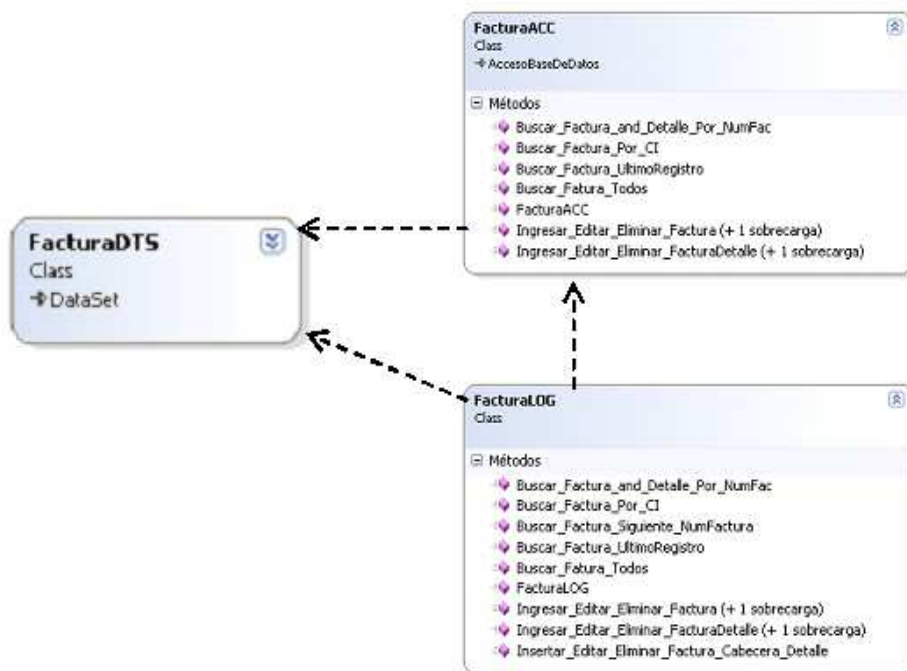 FacturaACC
Class
AccesoBaseDeDatos
Métodos
Buscar_Factura_and_Detalle_Por_NumFac
Buscar_Factura_Por_CI
Buscar_Factura_UltimoRegistro
Buscar_Fatura_Todos
FacturaACC
Ingresar_Editar_Eliminar_Factura (+ 1 sobrecarga)
Ingresar_Editar_Eliminar_FacturaDetalle (+ 1 sobrecarga)
FacturaDTS
Class
DataSet
FacturaLOG
Class
Métodos
Buscar_Factura_and_Detalle_Por_NumFac
Buscar_Factura_Por_CI
Buscar_Factura_Siguiente_NumFactura
Buscar_Factura_UltimoRegistro
Buscar_Fatura_Todos
FacturaLOG
Ingresar_Editar_Eliminar_Factura (+ 1 sobrecarga)
Ingresar_Editar_Eliminar_FacturaDetalle (+ 1 sobrecarga)
Insertar_Editar_Eliminar_Factura_Cabecera_Detalle